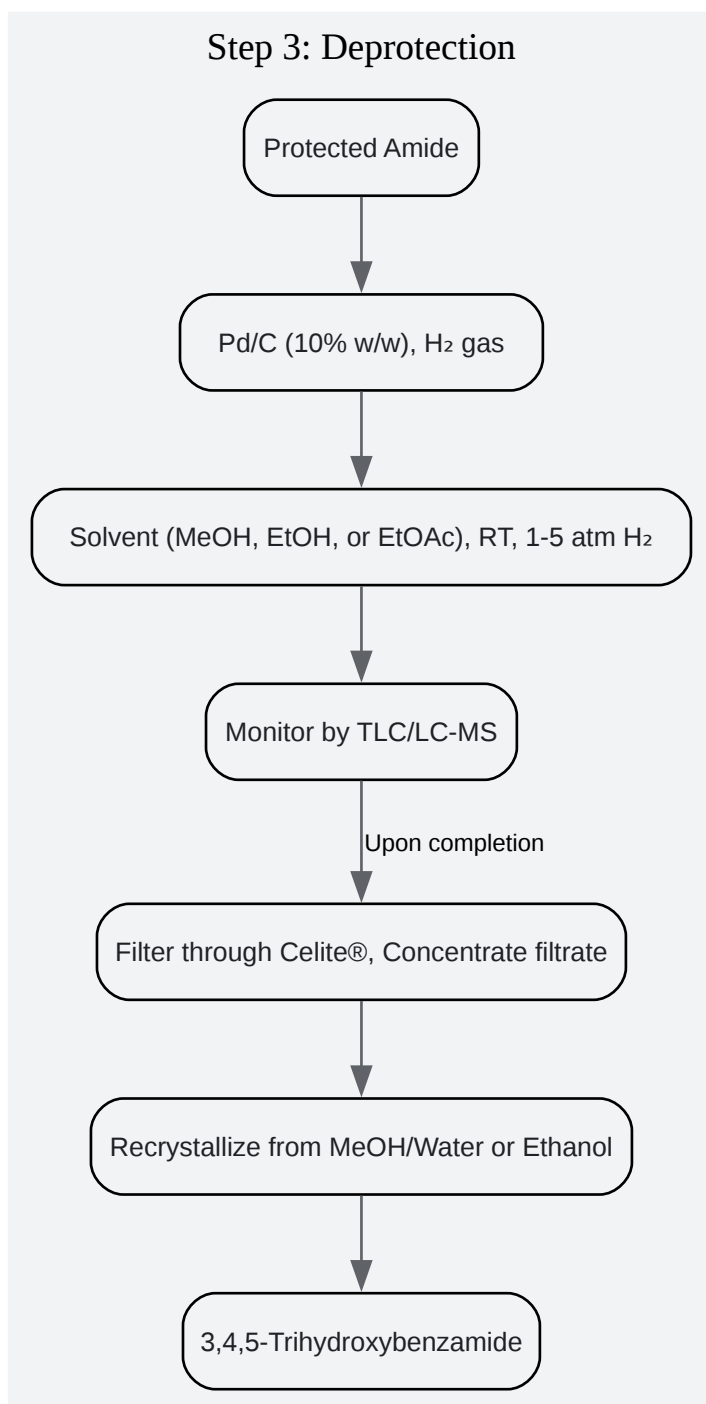 Step 3: Deprotection
Protected Amide
Pd/C (10% w/w), H₂ gas
Solvent (MeOH, EtOH, or EtOAc), RT, 1-5 atm H₂
Monitor by TLC/LC-MS
Upon completion
Filter through Celite®, Concentrate filtrate
Recrystallize from MeOH/Water or Ethanol
3,4,5-Trihydroxybenzamide